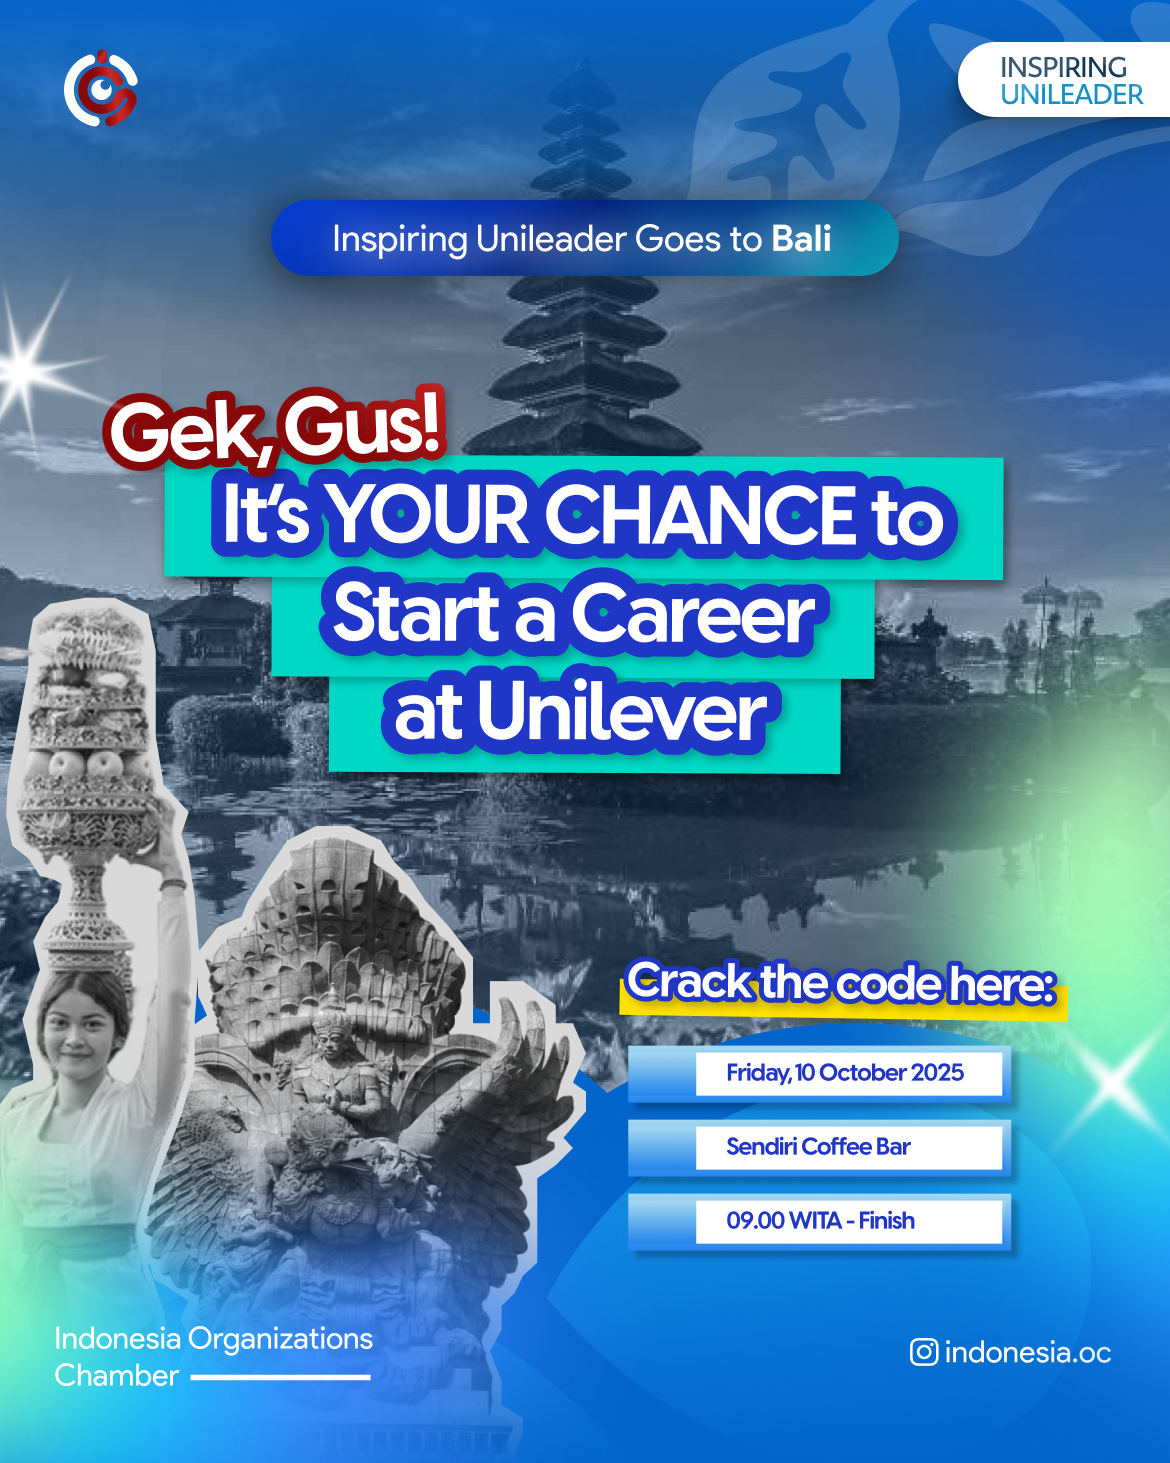 INSPIRING
UNILEADER
Inspiring Unileader Goes to Bali
Gek, Gus!
It's YOUR CHANCE to
Start a Career
at Unilever
Crack the code here:
Friday, 10 October 2025
Sendiri Coffee Bar
09.00 WITA - Finish
Indonesia Organizations
Chamber
indonesia.oc